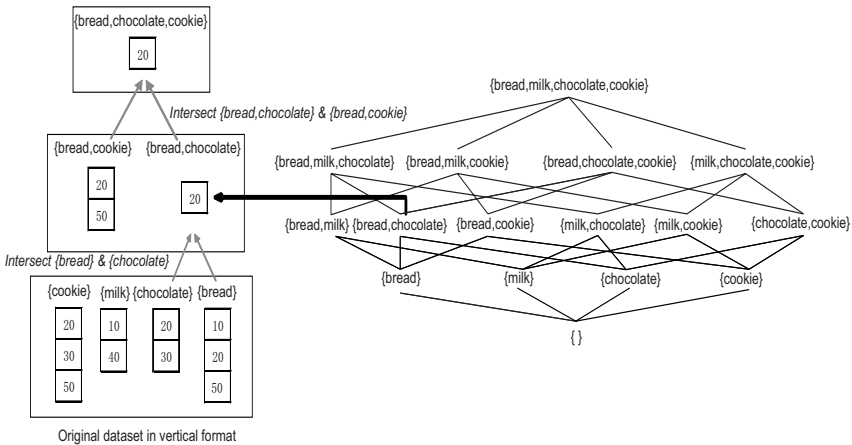 {bread,chocolate,cookie}
20
Intersect {bread,chocolate} & {bread,cookie}
{bread,cookie} {bread,chocolate}
20
50
20
Intersect {bread} & {chocolate}
{cookie} {milk} {chocolate} {bread}
20 10 20 10
30 40 30 20
50 50
Original dataset in vertical format
{bread,milk,chocolate,cookie}
{bread,milk,chocolate} {bread,milk,cookie} {bread,chocolate,cookie} {milk,chocolate,cookie}
{bread,milk} {bread,chocolate} {bread,cookie} {milk,chocolate} {milk,cookie} {chocolate,cookie}
{bread} {milk} {chocolate} {cookie}
{ }